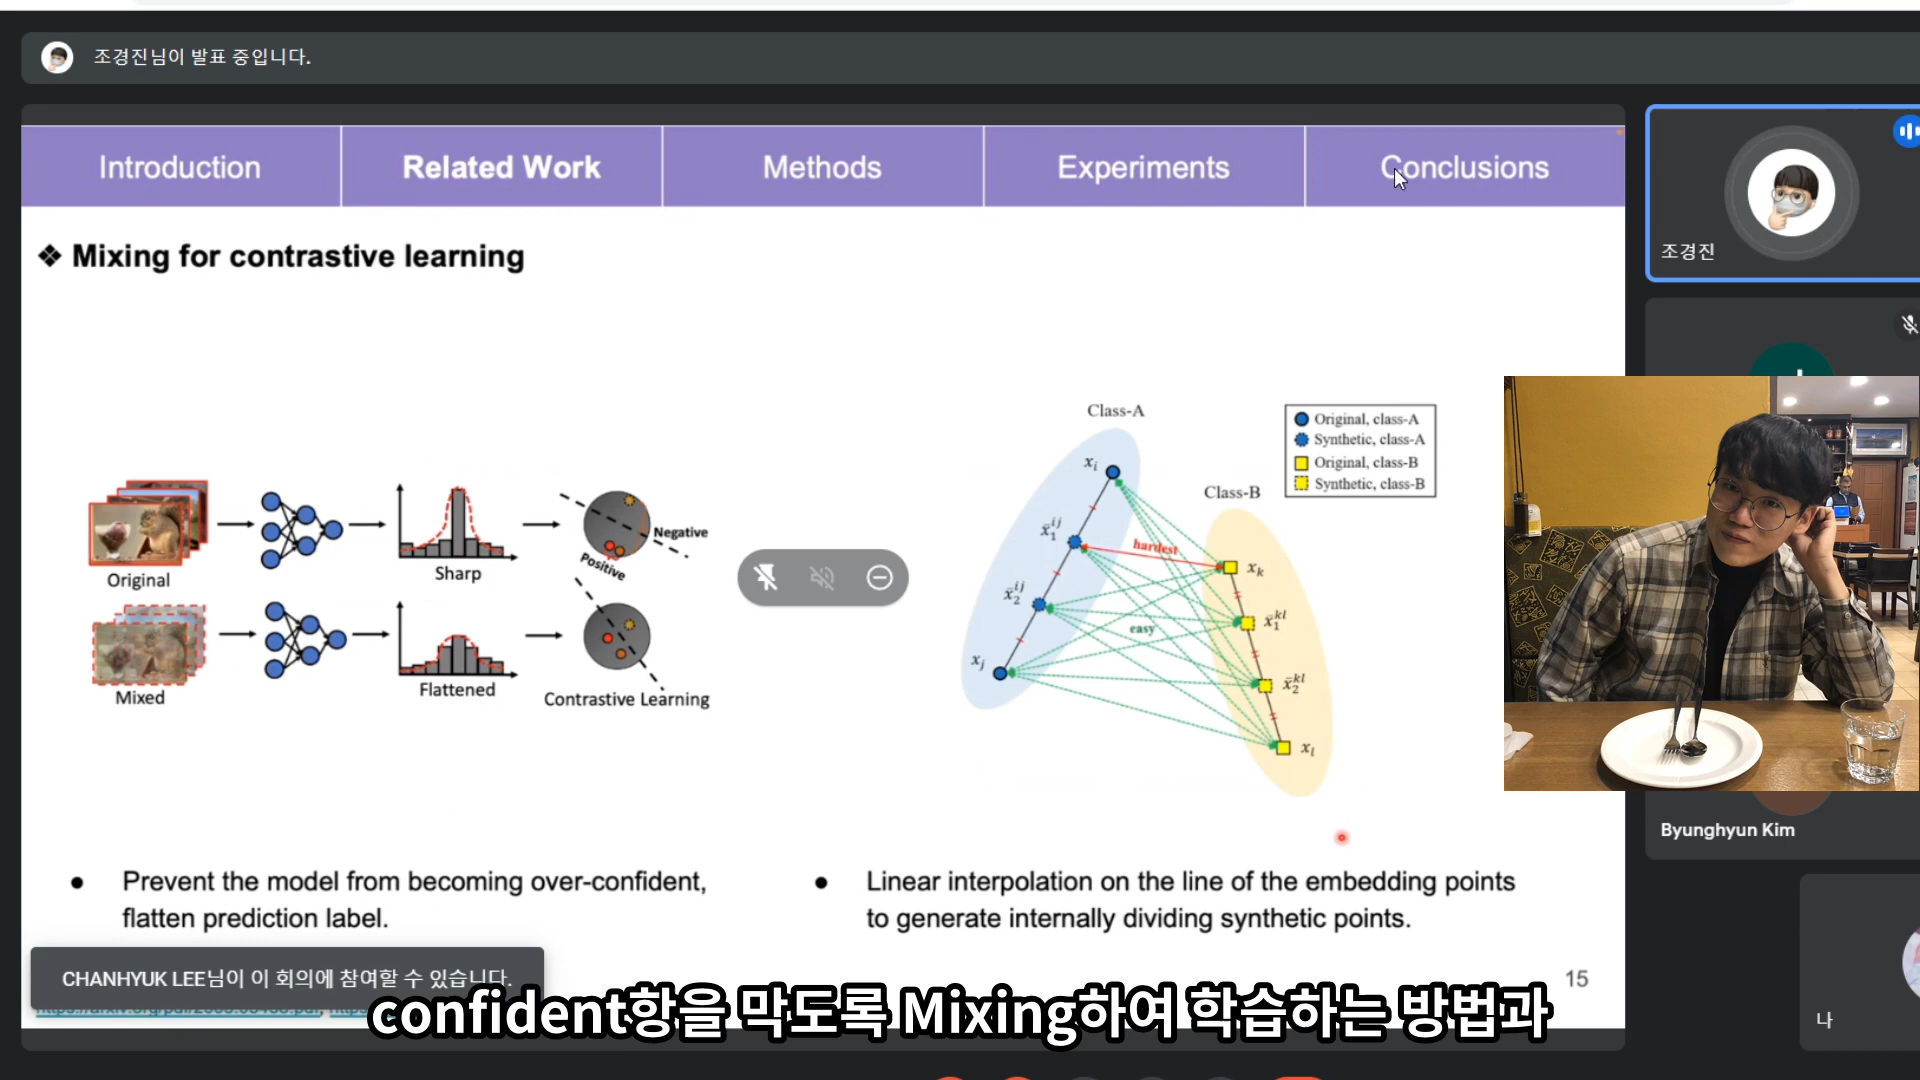 조경진님이 발표 중입니다.
Introduction
Related Work
Methods
Experiments
Conclusions
조경진
❖ Mixing for contrastive learning
Original
Sharp
Positive
Negative
Mixed
Flattened
Contrastive Learning
Class-A
Class-B
Original, class-A
Synthetic, class-A
Original, class-B
Synthetic, class-B
hardest
easy
Byunghyun Kim
● Prevent the model from becoming over-confident,
flatten prediction label.
● Linear interpolation on the line of the embedding points
to generate internally dividing synthetic points.
CHANHYUK LEE님이 이 회의에 참여할 수 있습니다.
15
confident항을 막도록 Mixing하여 학습하는 방법과
나